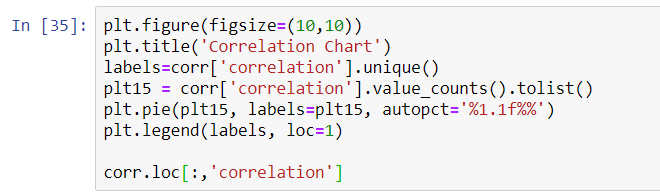 In [35]: plt.figure(figsize=(10,10))
plt.title('Correlation Chart')
labels=corr['correlation'].unique()
plt15 = corr['correlation'].value_counts().tolist()
plt.pie(plt15, labels=plt15, autopct='%1.1f%%')
plt.legend(labels, loc=1)
corr.loc[:,'correlation']